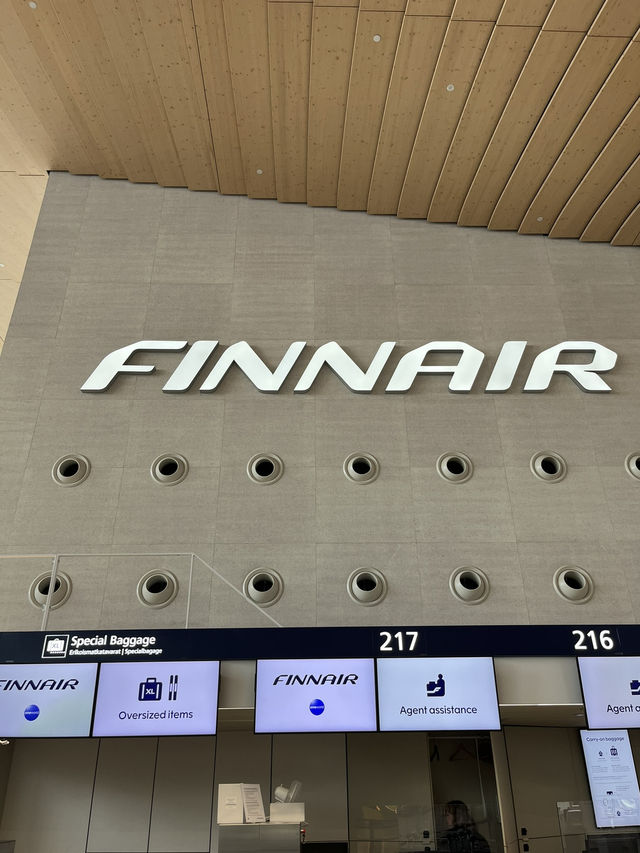 FINNAIR
Special Baggage
Erikoismatkatavarat | Specialbagage
217
216
FINNAIR
XL
Oversized items
FINNAIR
Agent assistance
Agent a
Carry-on baggage